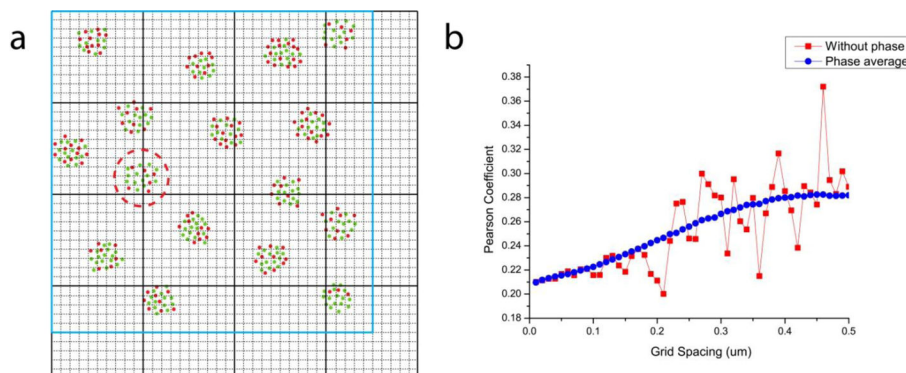 a
b
Without phase
Phase average
Pearson Coefficient
0.38
0.36
0.34
0.32
0.30
0.28
0.26
0.24
0.22
0.20
0.18
0.0 0.1 0.2 0.3 0.4 0.5
Grid Spacing (um)